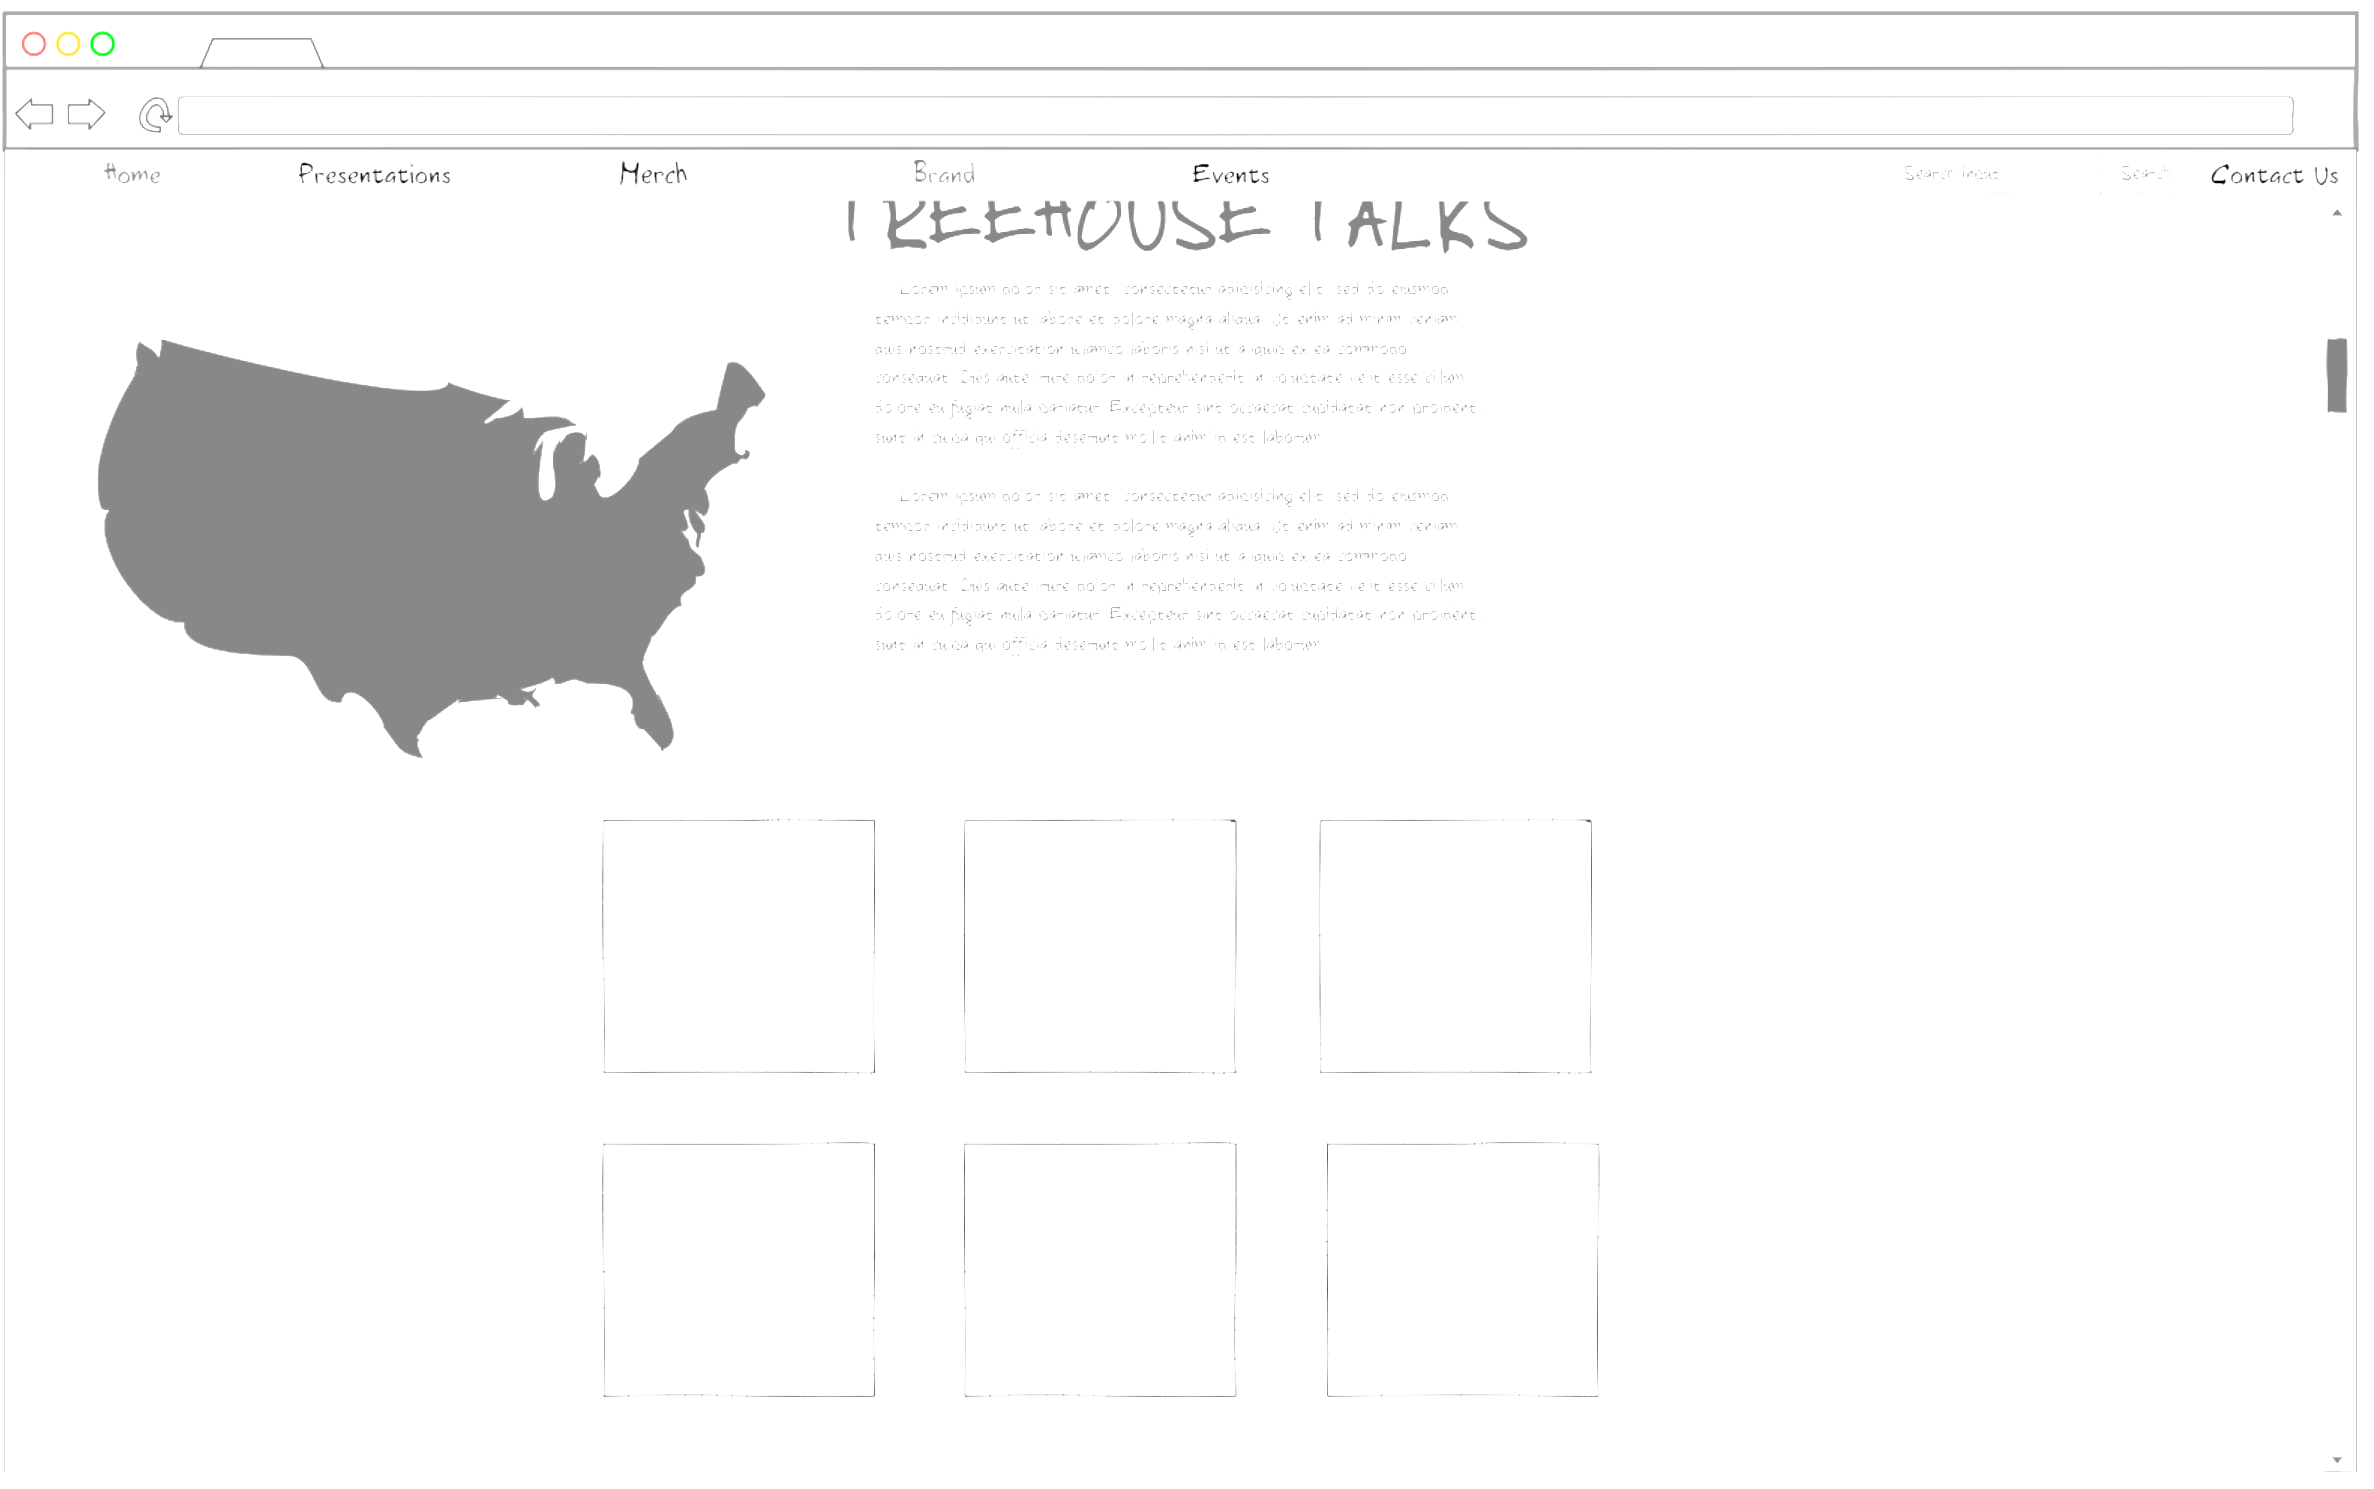 Home Presentations Merch Brand Events Search Input Search Contact Us
TREEHOUSE TALKS
Lorem ipsum dolor sit amet, consectetur adipisicing elit, sed do eiusmod
tempor incididunt ut labore et dolore magna aliqua. Ut enim ad minim veniam,
quis nostrud exercitation ullamco laboris nisi ut aliquip ex ea commodo
consequat. Duis aute irure dolor in reprehenderit in voluptate velit esse cillum
dolore eu fugiat nulla pariatur. Excepteur sint occaecat cupidatat non proident,
sunt in culpa qui officia deserunt mollit anim id est laborum.
Lorem ipsum dolor sit amet, consectetur adipisicing elit, sed do eiusmod
tempor incididunt ut labore et dolore magna aliqua. Ut enim ad minim veniam,
quis nostrud exercitation ullamco laboris nisi ut aliquip ex ea commodo
consequat. Duis aute irure dolor in reprehenderit in voluptate velit esse cillum
dolore eu fugiat nulla pariatur. Excepteur sint occaecat cupidatat non proident,
sunt in culpa qui officia deserunt mollit anim id est laborum.